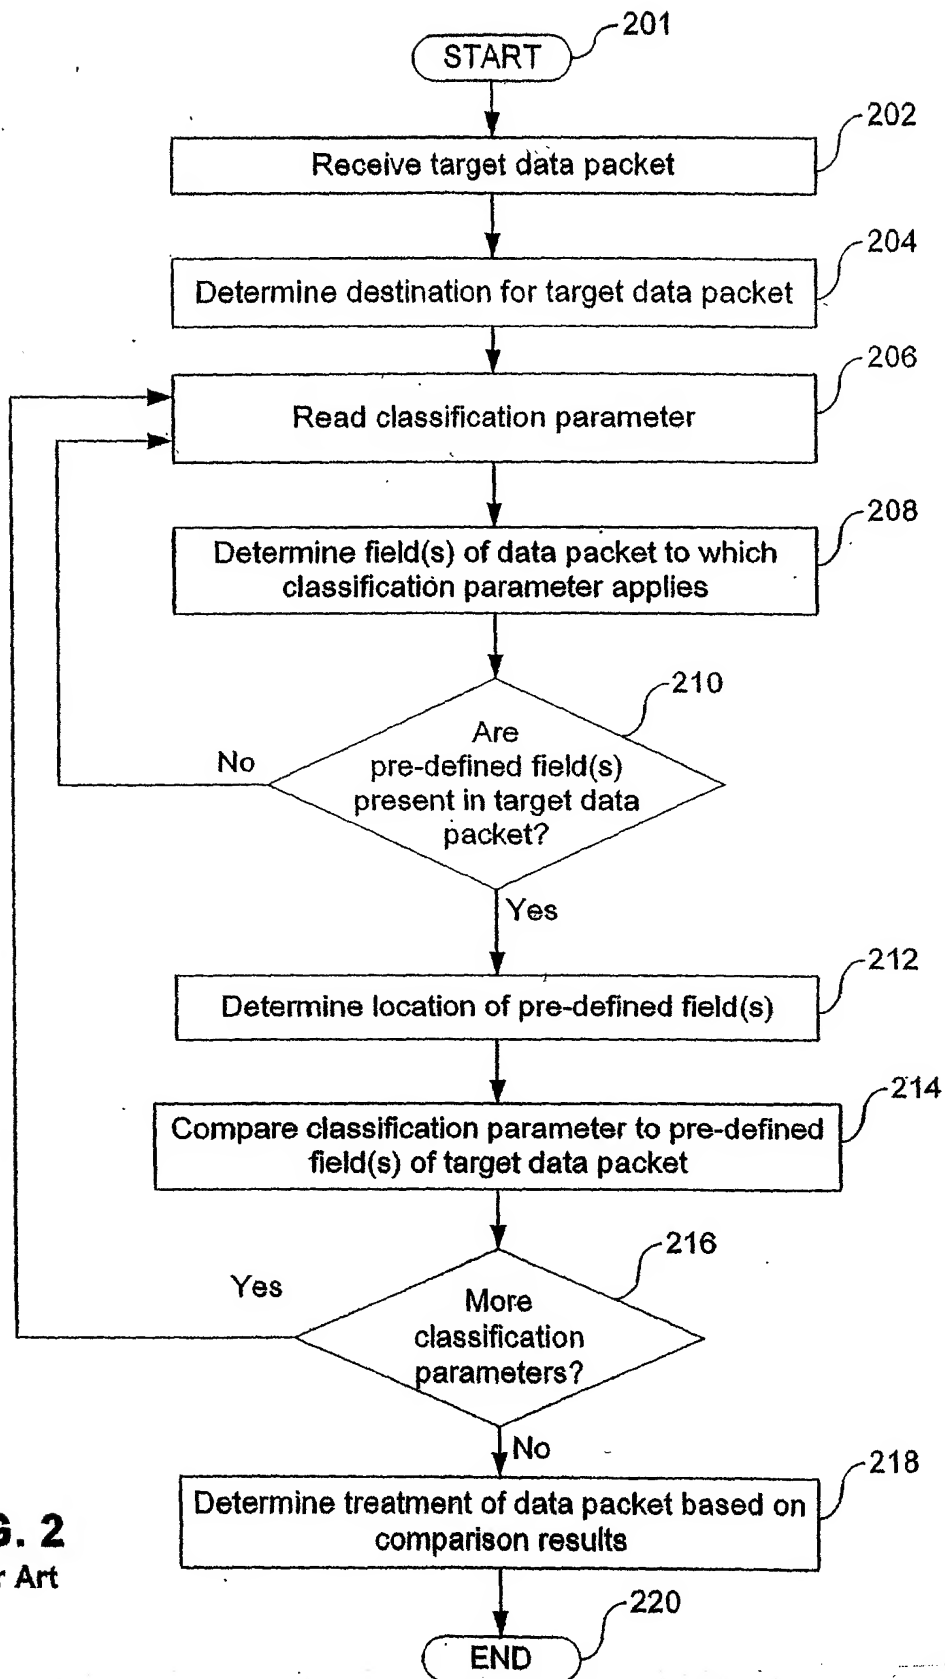 START
201
Receive target data packet
202
Determine destination for target data packet
204
Read classification parameter
206
Determine field(s) of data packet to which
classification parameter applies
208
Are
pre-defined field(s)
present in target data
packet?
210
No
Yes
Determine location of pre-defined field(s)
212
Compare classification parameter to pre-defined
field(s) of target data packet
214
More
classification
parameters?
216
Yes
No
Determine treatment of data packet based on
comparison results
218
. 2
Art
END
220